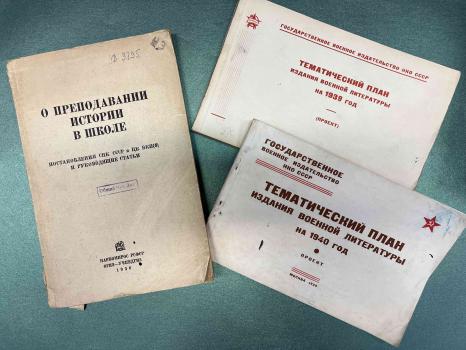 О ПРЕПОДАВАНИИ
ИСТОРИИ
В ШКОЛЕ
ПОСТАНОВЛЕНИЯ СНК СССР и ЦК ВКП(б)
И РУКОВОДЯЩИЕ СТАТЬИ
НАРКОМПРОС РСФСР
ГОСУДАРСТВЕННОЕ ВОЕННОЕ ИЗДАТЕЛЬСТВО НКО СССР
ТЕМАТИЧЕСКИЙ ПЛАН
ИЗДАНИЯ ВОЕННОЙ ЛИТЕРАТУРЫ
НА 1939 ГОД
(ПРОЕКТ)
ГОСУДАРСТВЕННОЕ
ВОЕННОЕ ИЗДАТЕЛЬСТВО
НКО СССР
ТЕМАТИЧЕСКИЙ ПЛАН
ИЗДАНИЯ ВОЕННОЙ ЛИТЕРАТУРЫ
НА 1940 ГОД
ПРОЕКТ
МОСКВА